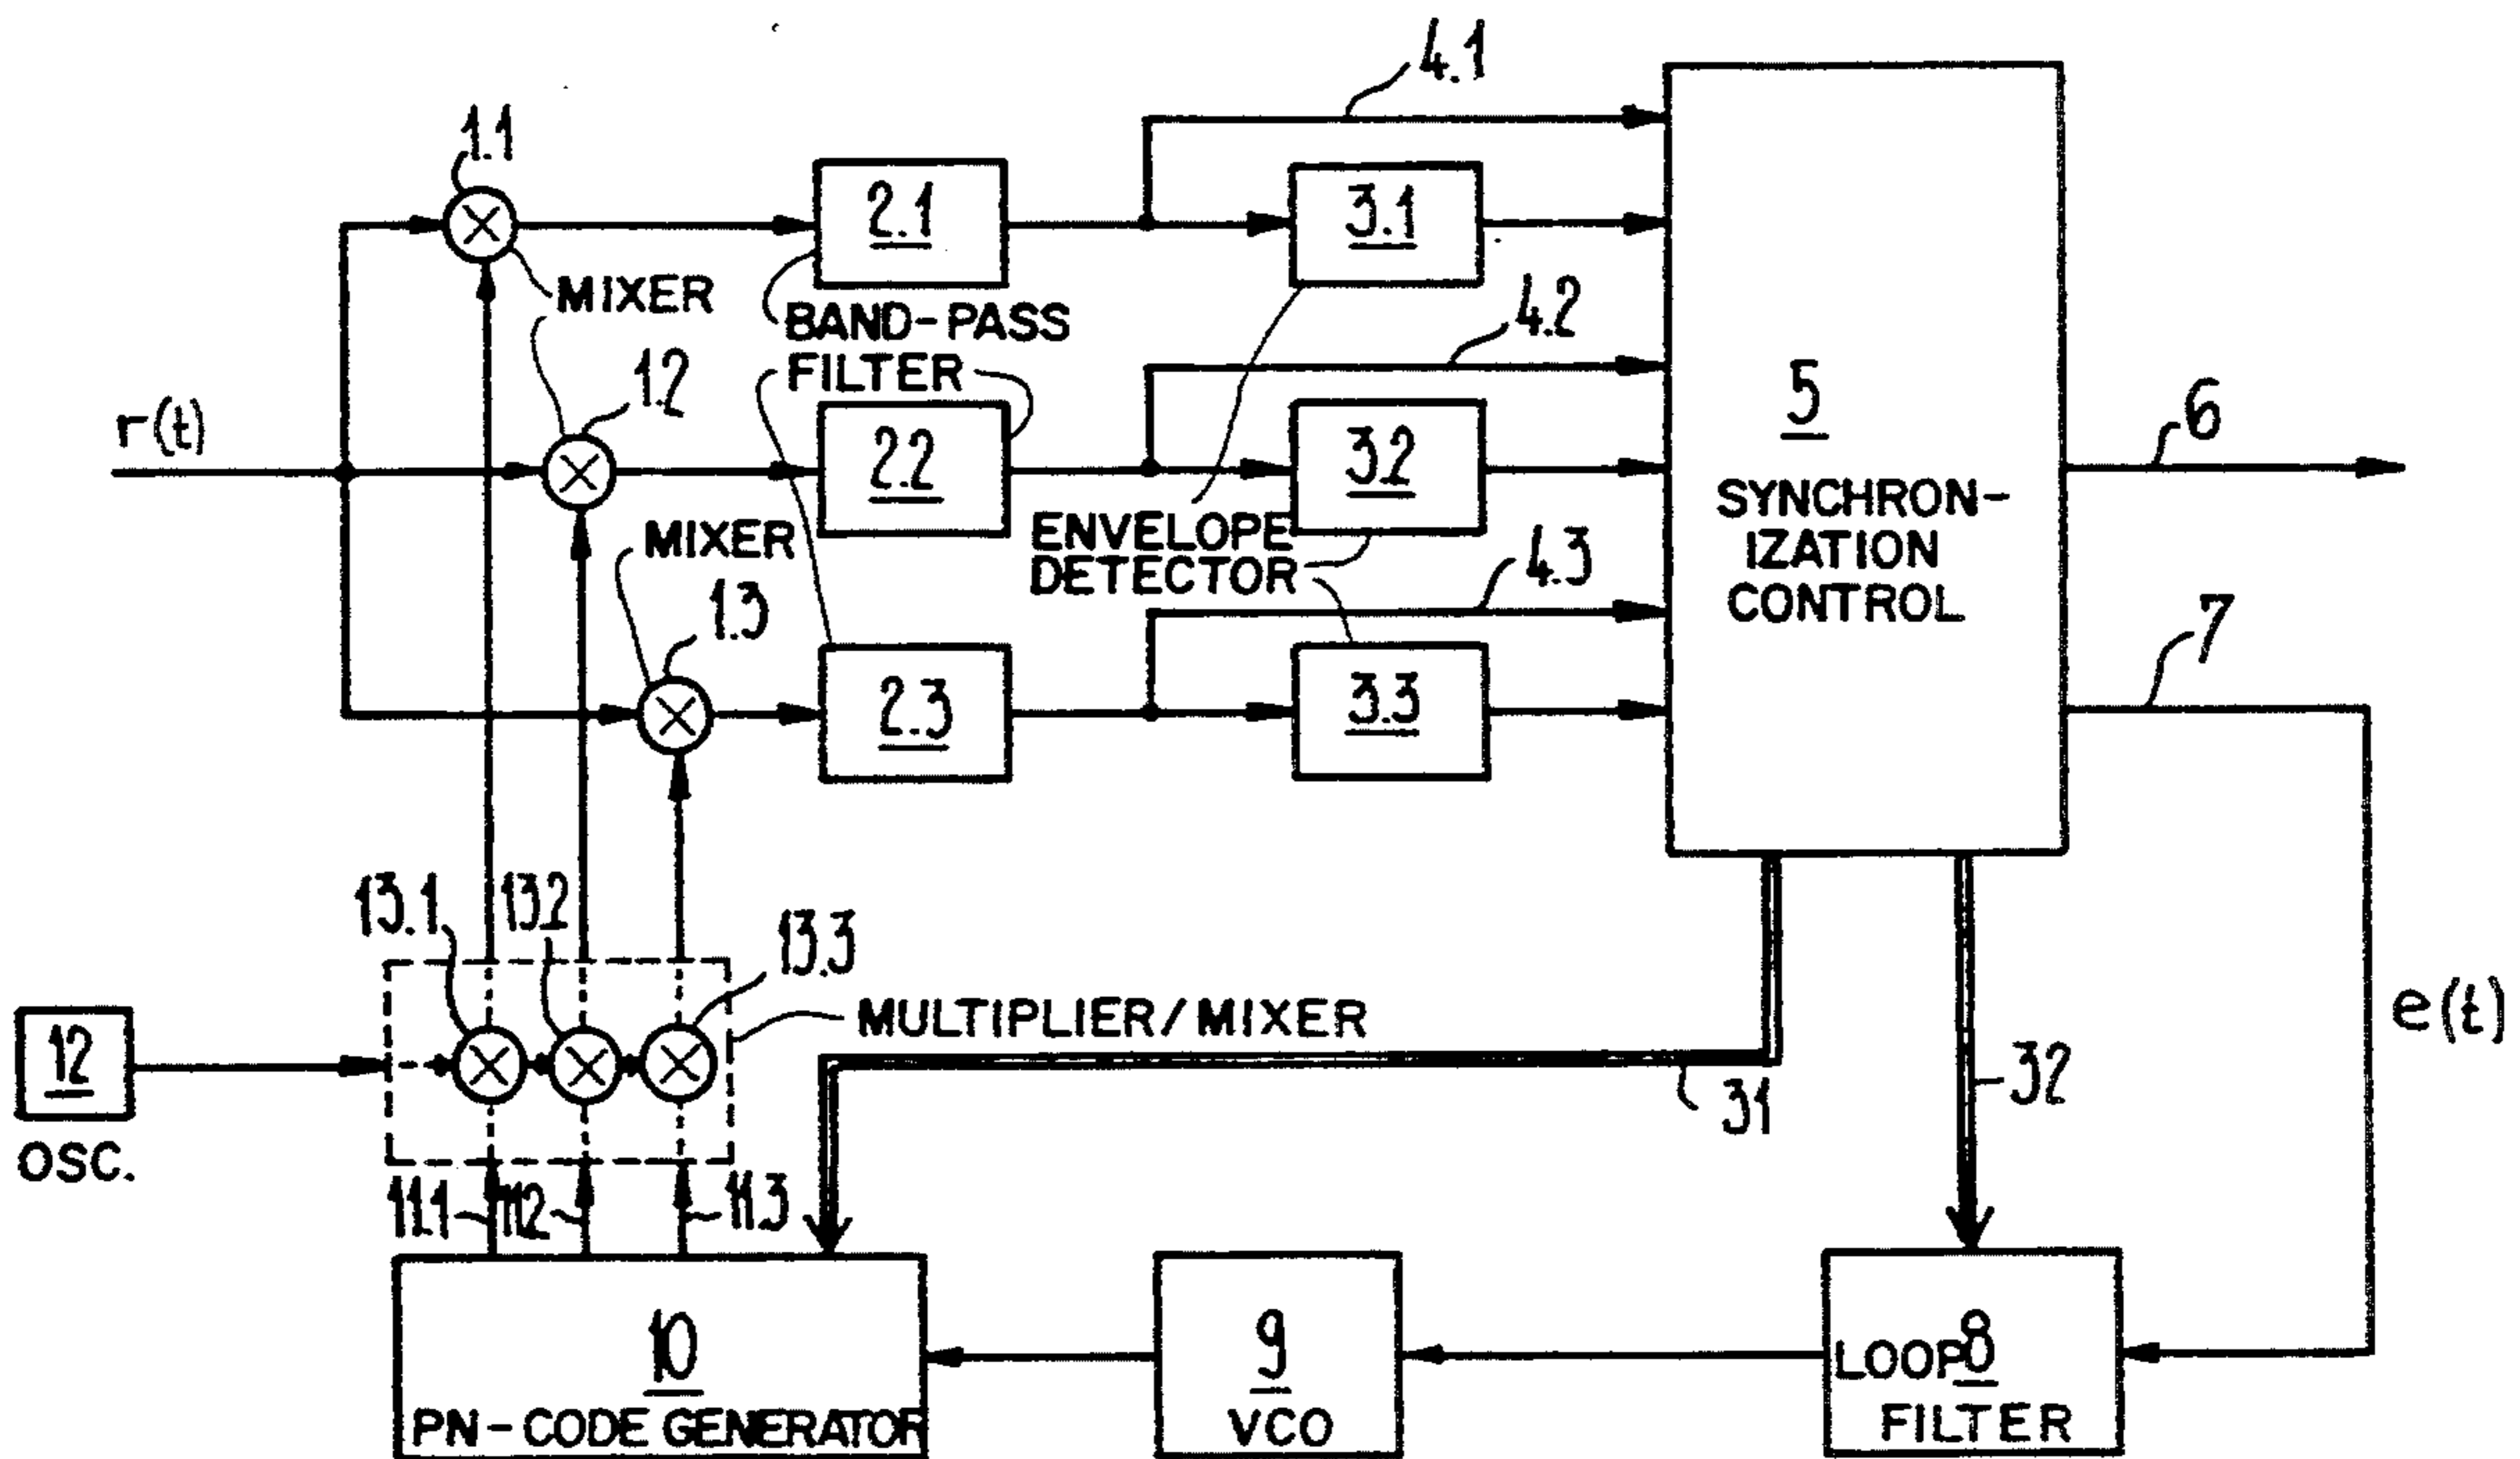 4.1
1.1
2.1
3.1
MIXER
BAND-PASS
FILTER
4.2
1.2
r(t)
2.2
3.2
5
6
SYNCHRON-
IZATION
CONTROL
MIXER
ENVELOPE
DETECTOR
4.3
1.3
7
2.3
3.3
13.1
13.2
13.3
MULTIPLIER/MIXER
e(t)
12
OSC.
31
32
11.1
11.2
11.3
10
PN-CODE GENERATOR
9
VCO
LOOP 8
FILTER